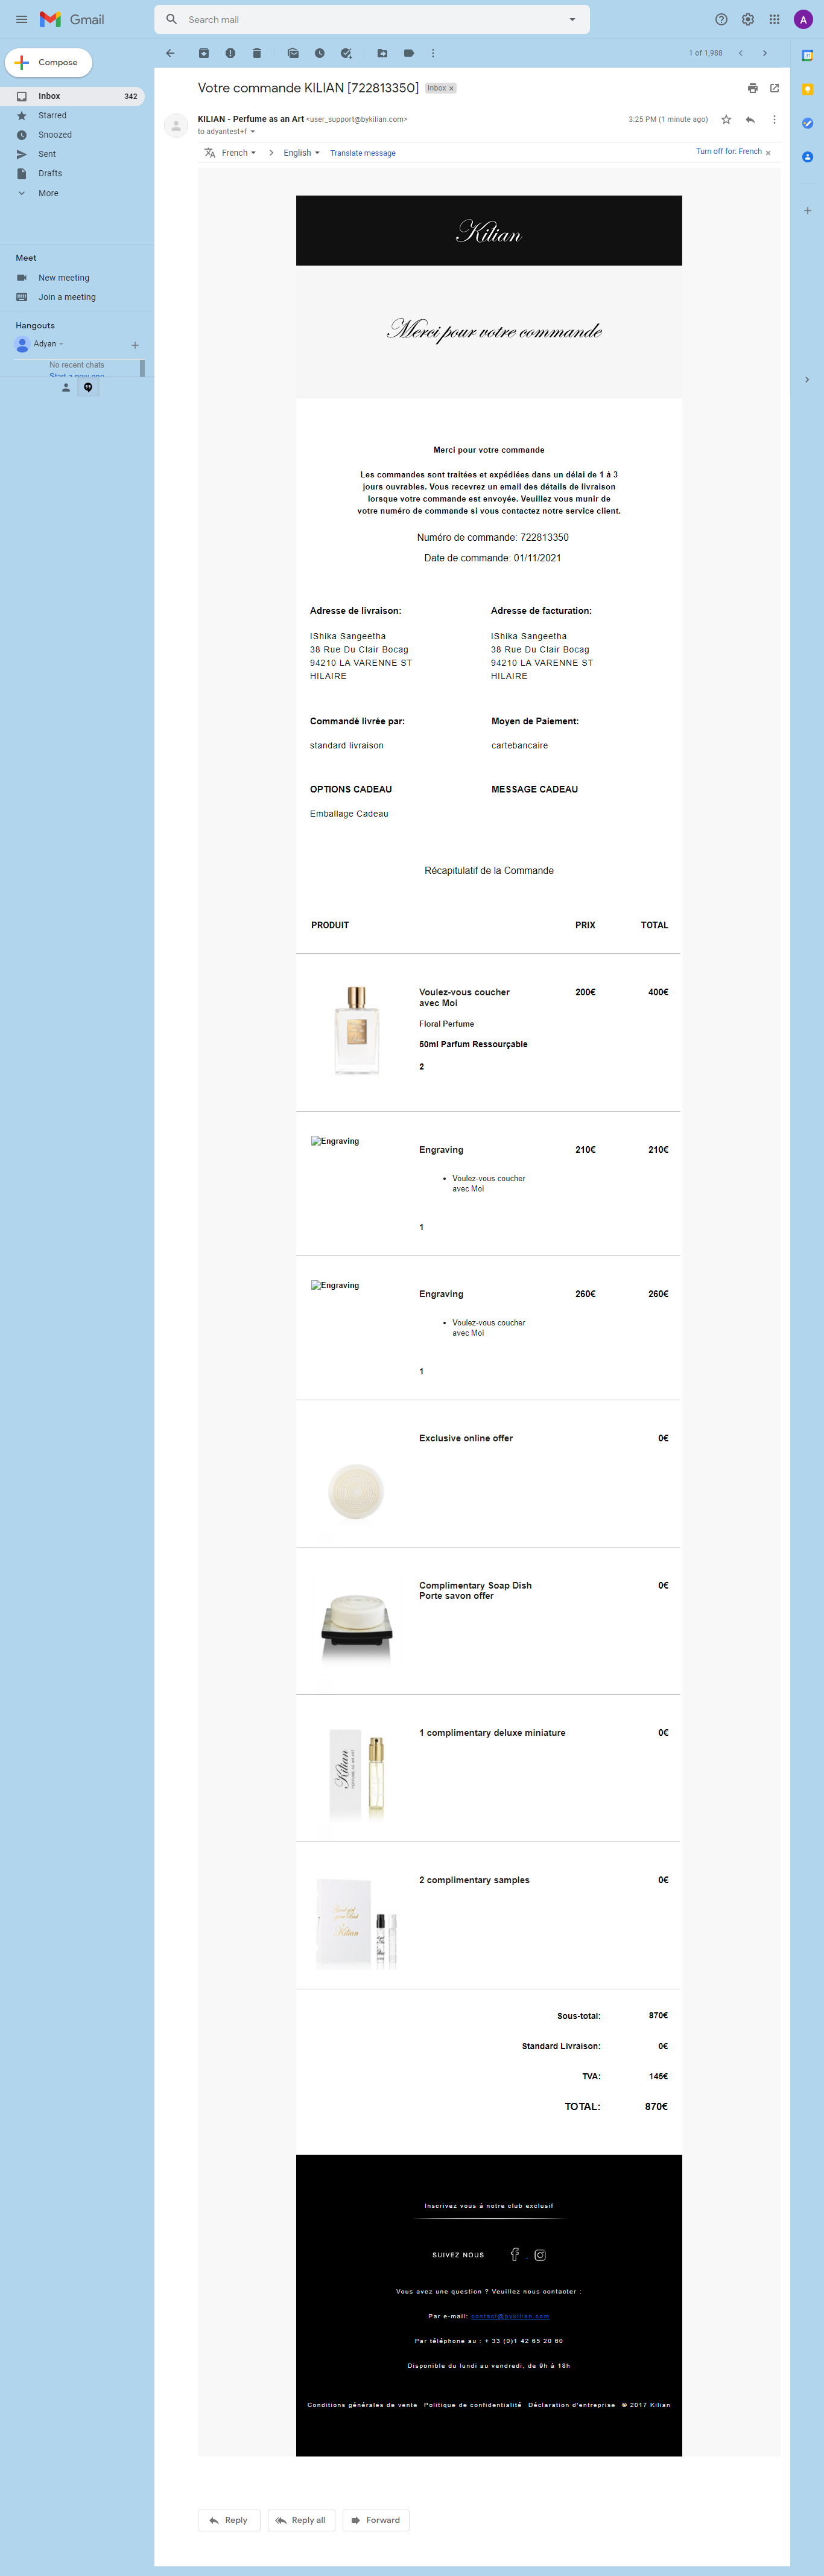 Gmail
Search mail
A
Compose
Inbox 342
Starred
Snoozed
Sent
Drafts
More
Meet
New meeting
Join a meeting
Hangouts
Adyan
No recent chats
Start a new one
1 of 1,988
Votre commande KILIAN [722813350] Inbox x
KILIAN - Perfume as an Art <user_support@bykilian.com> 3:25 PM (1 minute ago)
to adyantest+f
French > English Translate message Turn off for: French x
Kilian
Merci pour votre commande
Merci pour votre commande
Les commandes sont traitées et expédiées dans un délai de 1 à 3
jours ouvrables. Vous recevrez un email des détails de livraison
lorsque votre commande est envoyée. Veuillez vous munir de
votre numéro de commande si vous contactez notre service client.
Numéro de commande: 722813350
Date de commande: 01/11/2021
Adresse de livraison: Adresse de facturation:
IShika Sangeetha IShika Sangeetha
38 Rue Du Clair Bocag 38 Rue Du Clair Bocag
94210 LA VARENNE ST 94210 LA VARENNE ST
HILAIRE HILAIRE
Commandé livrée par: Moyen de Paiement:
standard livraison cartebancaire
OPTIONS CADEAU MESSAGE CADEAU
Emballage Cadeau
Récapitulatif de la Commande
PRODUIT PRIX TOTAL
Voulez-vous coucher 200€ 400€
avec Moi
Floral Perfume
50ml Parfum Ressourçable
2
Engraving Engraving 210€ 210€
• Voulez-vous coucher
avec Moi
1
Engraving Engraving 260€ 260€
• Voulez-vous coucher
avec Moi
1
Exclusive online offer 0€
Complimentary Soap Dish 0€
Porte savon offer
1 complimentary deluxe miniature 0€
Kilian
PERFUME AS AN ART
2 complimentary samples 0€
Good girl
gone Bad
Kilian
Sous-total: 870€
Standard Livraison: 0€
TVA: 145€
TOTAL: 870€
Inscrivez vous à notre club exclusif
SUIVEZ NOUS
Vous avez une question ? Veuillez nous contacter :
Par e-mail: contact@bykilian.com
Par téléphone au : + 33 (0)1 42 65 20 60
Disponible du lundi au vendredi, de 9h à 18h
Conditions générales de vente Politique de confidentialité Déclaration d'entreprise © 2017 Kilian
Reply Reply all Forward